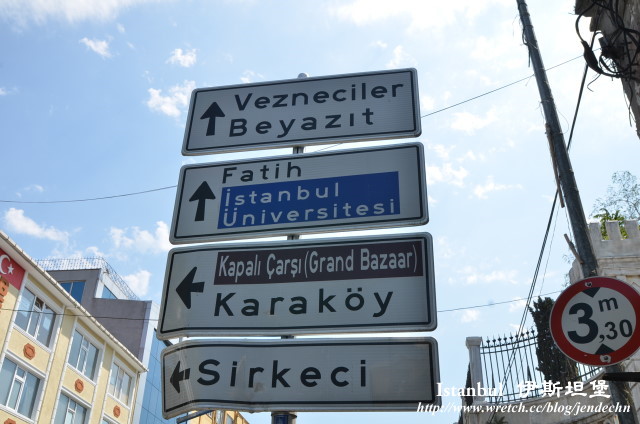 Vezneciler
Beyazıt
Fatih
İstanbul
Üniversitesi
Kapalı Çarşı (Grand Bazaar)
Karaköy
Sirkeci
3m,30
Istanbul 伊斯坦堡
http://www.wretch.cc/blog/jendechn